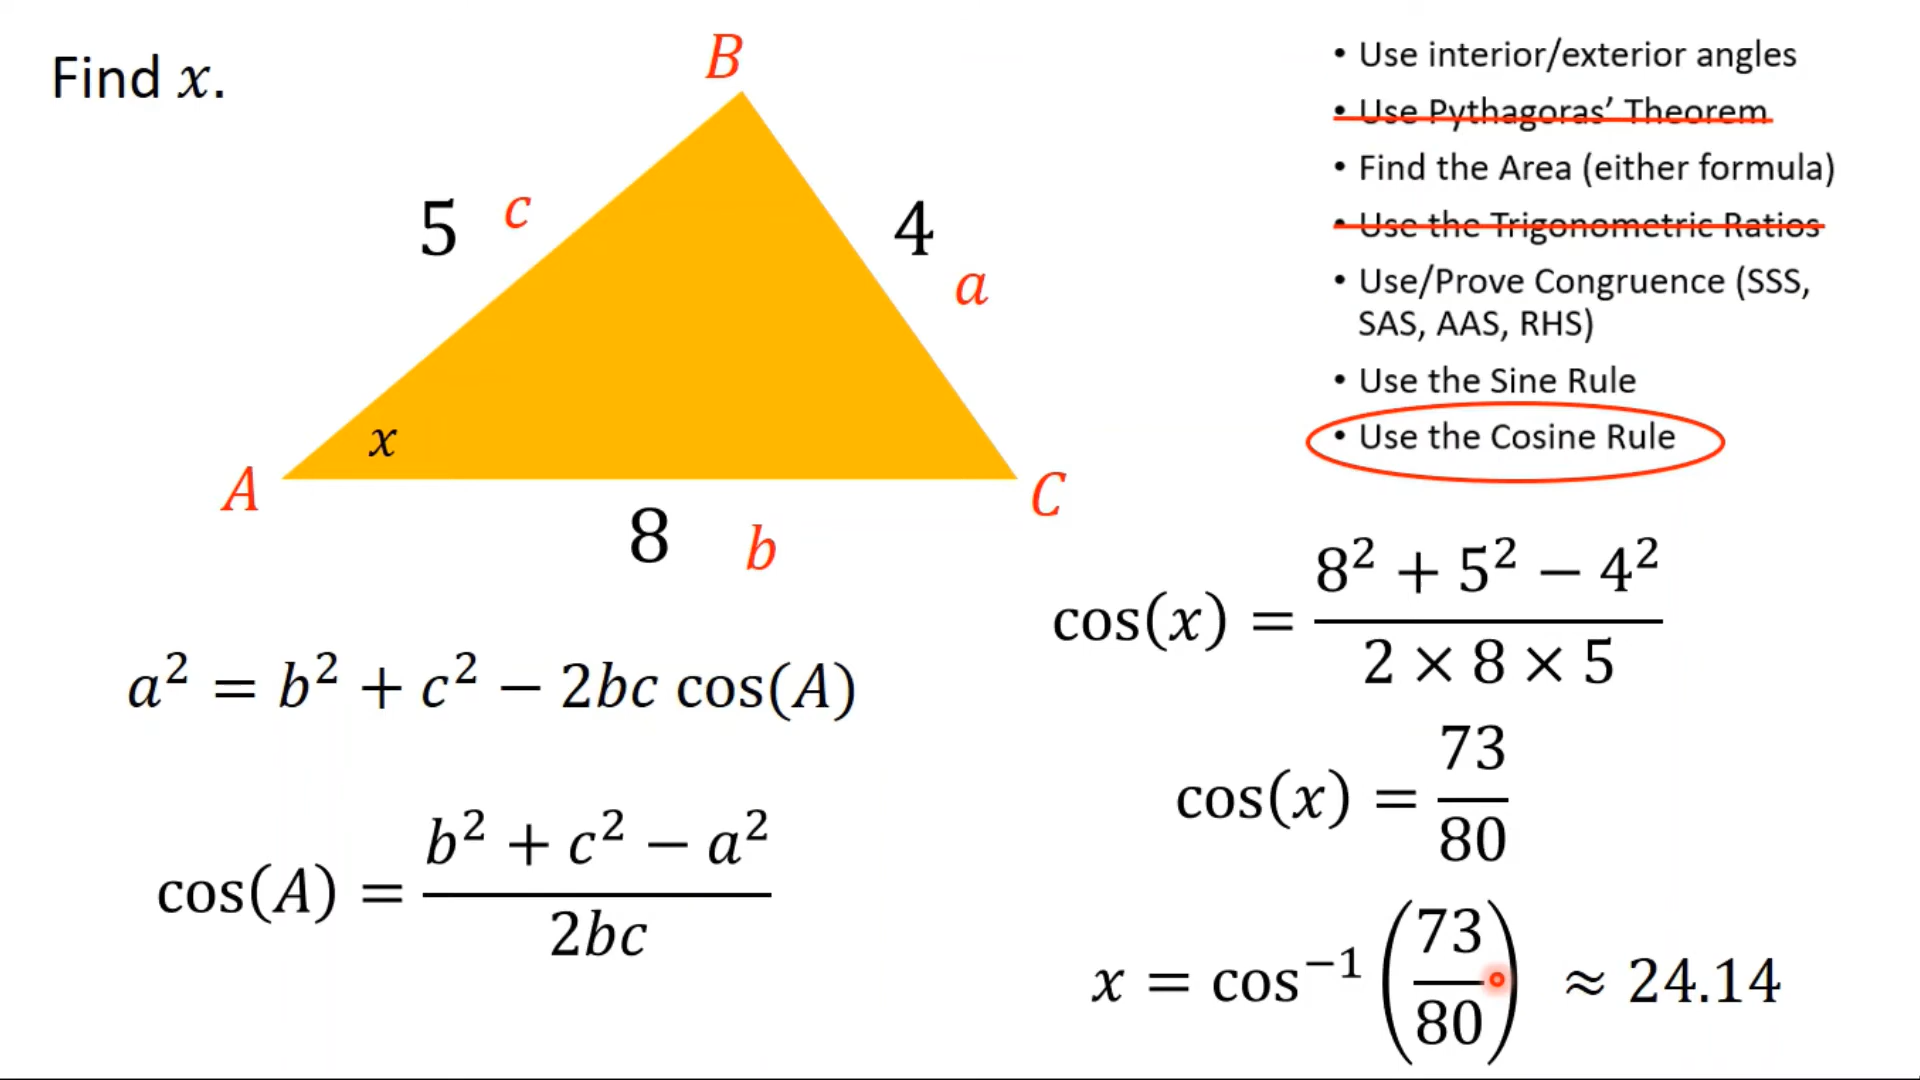 Find x.
B
5 c
4
a
x
A
C
8 b
• Use interior/exterior angles
• Use Pythagoras’ Theorem
• Find the Area (either formula)
• Use the Trigonometric Ratios
• Use/Prove Congruence (SSS,
SAS, AAS, RHS)
• Use the Sine Rule
• Use the Cosine Rule
a² = b² + c² − 2bc cos(A)
cos(A) = (b² + c² − a²)/(2bc)
cos(x) = (8² + 5² − 4²)/(2 × 8 × 5)
cos(x) = 73/80
x = cos⁻¹(73/80) ≈ 24.14